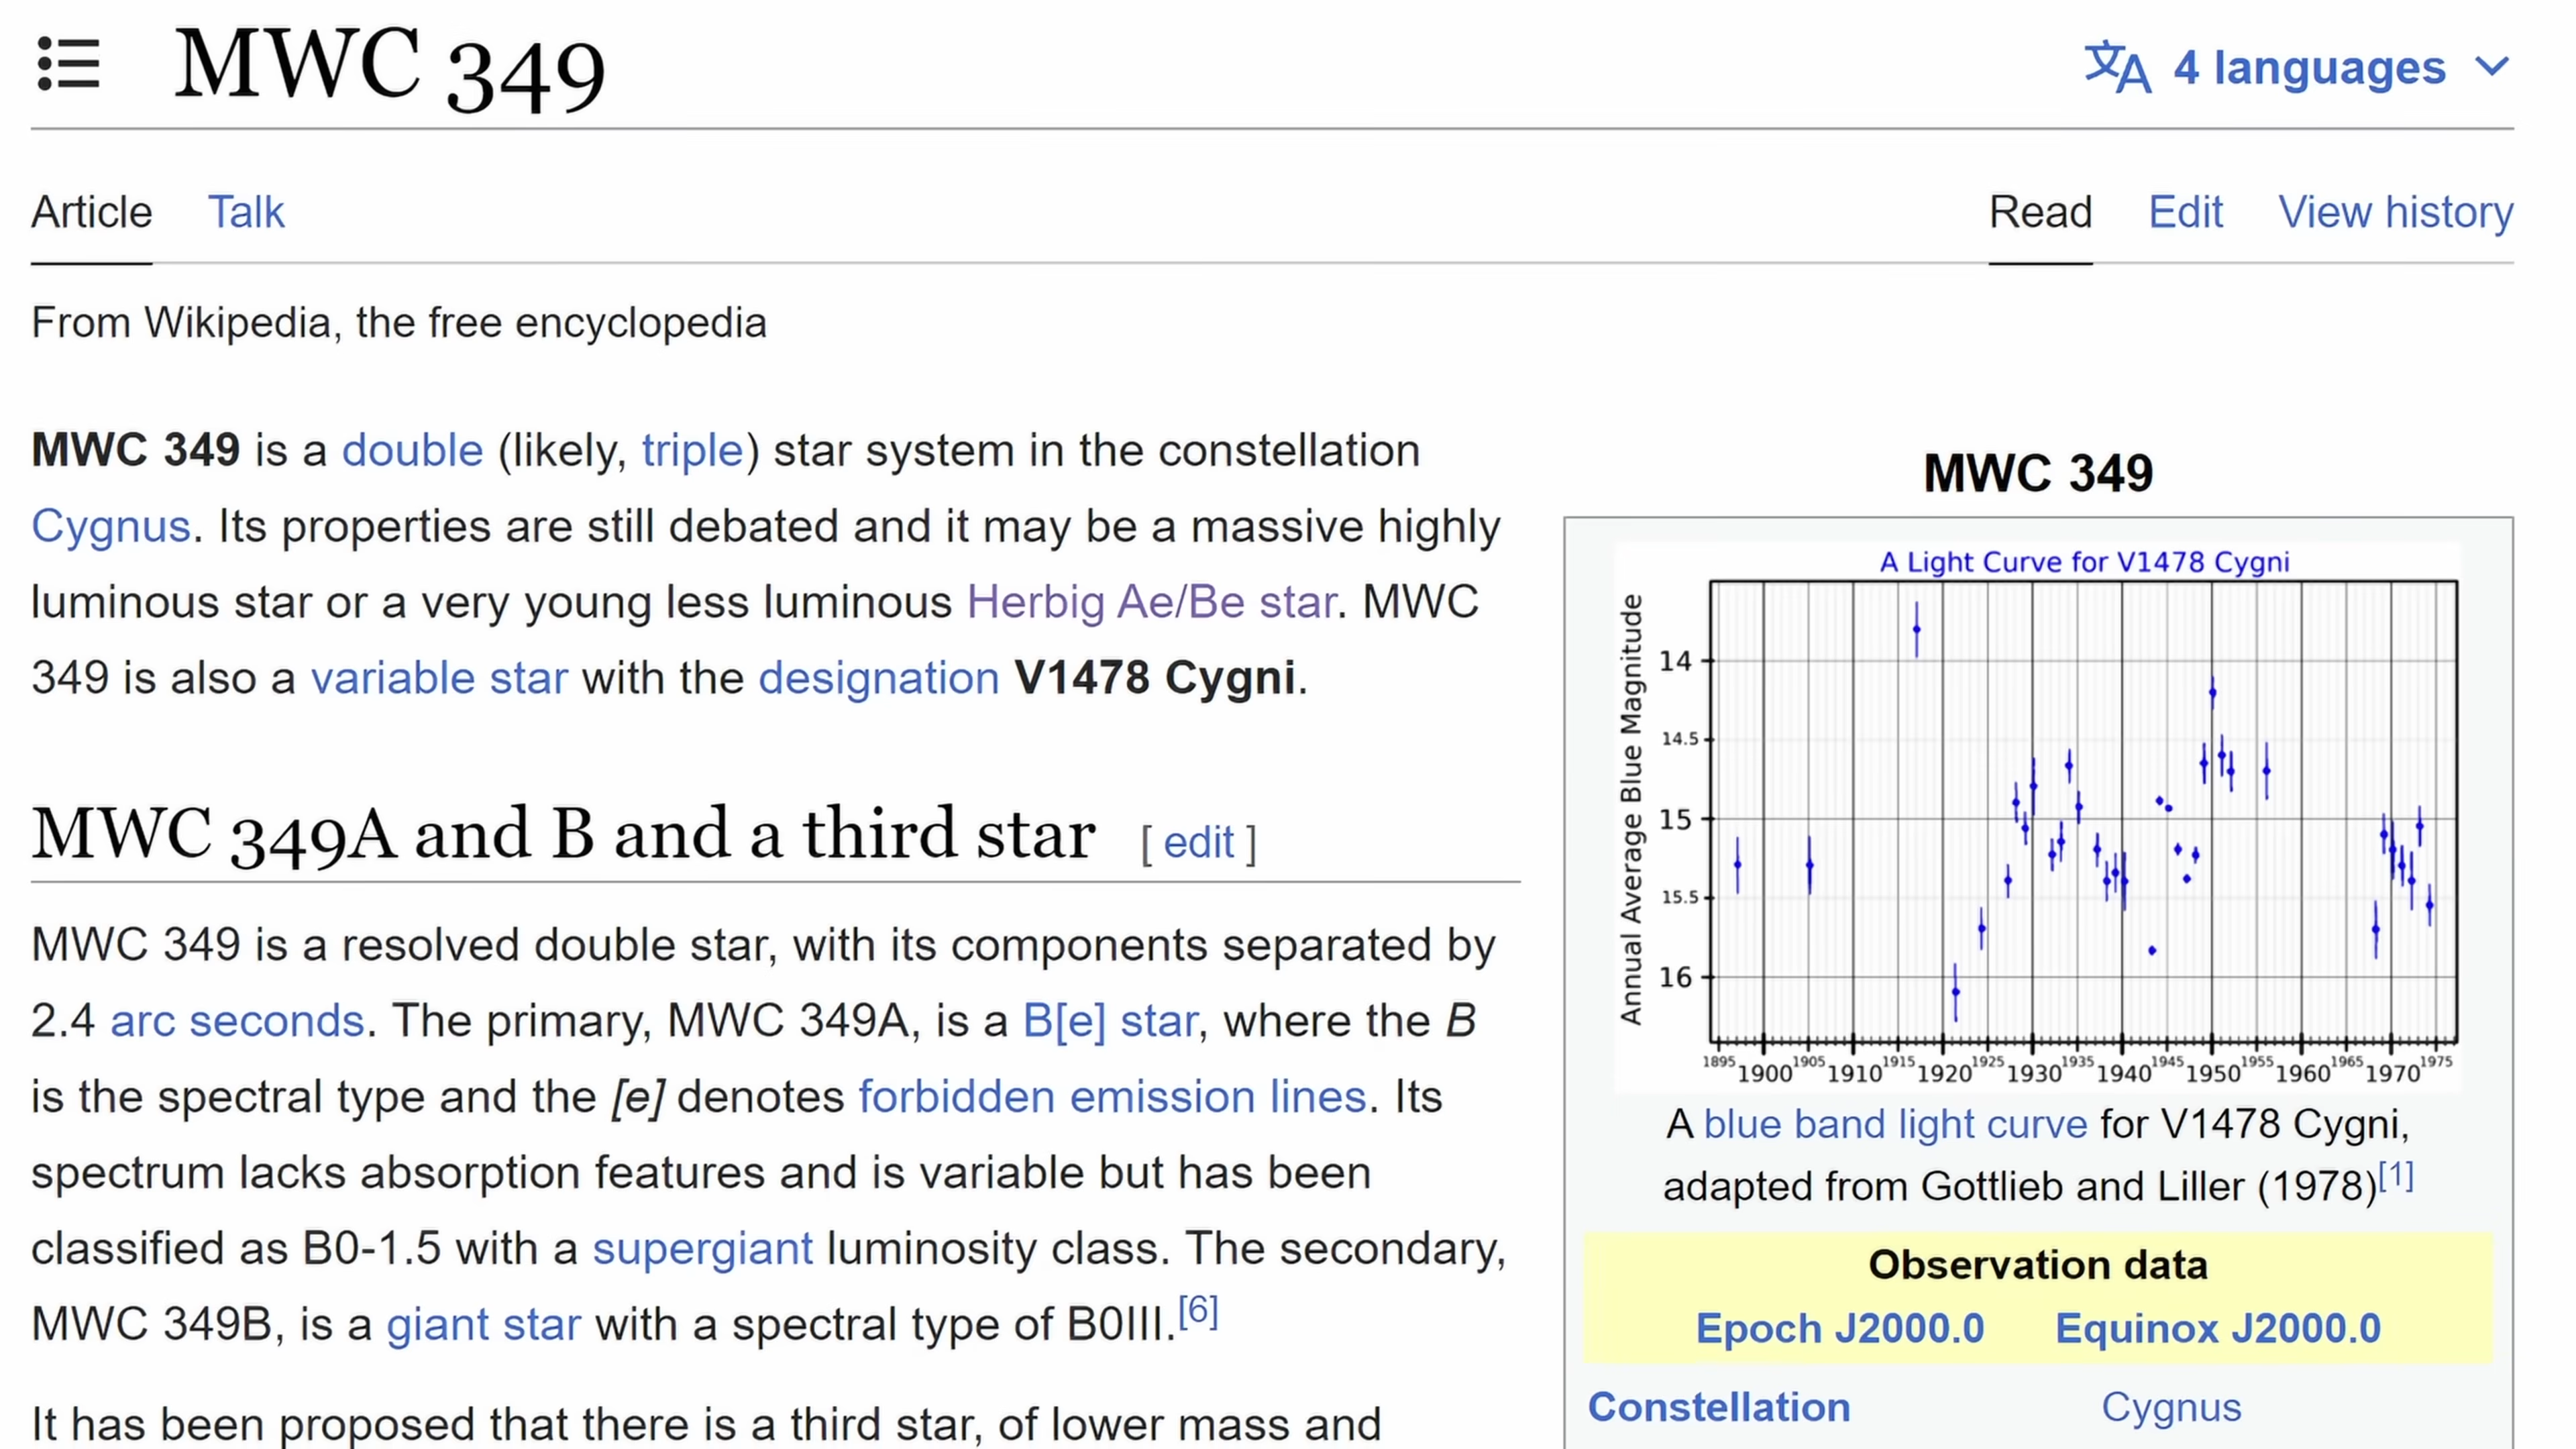 MWC 349
4 languages
Article Talk
Read Edit View history
From Wikipedia, the free encyclopedia
MWC 349 is a double (likely, triple) star system in the constellation
Cygnus. Its properties are still debated and it may be a massive highly
luminous star or a very young less luminous Herbig Ae/Be star. MWC
349 is also a variable star with the designation V1478 Cygni.
MWC 349A and B and a third star [ edit ]
MWC 349 is a resolved double star, with its components separated by
2.4 arc seconds. The primary, MWC 349A, is a B[e] star, where the B
is the spectral type and the [e] denotes forbidden emission lines. Its
spectrum lacks absorption features and is variable but has been
classified as B0-1.5 with a supergiant luminosity class. The secondary,
MWC 349B, is a giant star with a spectral type of B0III.[6]
It has been proposed that there is a third star, of lower mass and
MWC 349
A Light Curve for V1478 Cygni
Annual Average Blue Magnitude
14
14.5
15
15.5
16
1895 1900 1905 1910 1915 1920 1925 1930 1935 1940 1945 1950 1955 1960 1965 1970 1975
A blue band light curve for V1478 Cygni,
adapted from Gottlieb and Liller (1978)[1]
Observation data
Epoch J2000.0 Equinox J2000.0
Constellation Cygnus